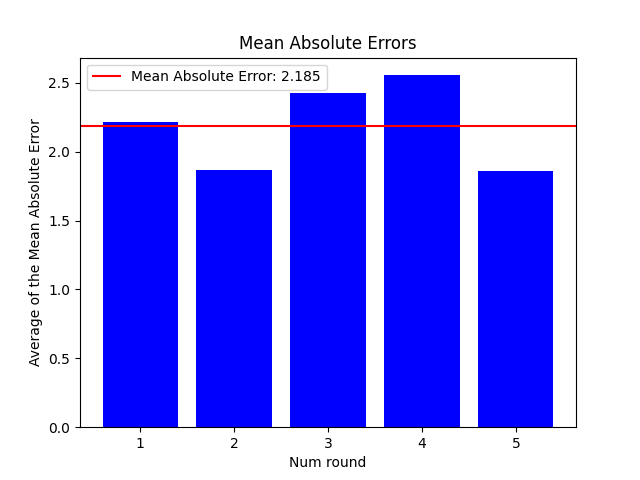 Mean Absolute Errors
Mean Absolute Error: 2.185
Average of the Mean Absolute Error
2.5
2.0
1.5
1.0
0.5
0.0
1 2 3 4 5
Num round